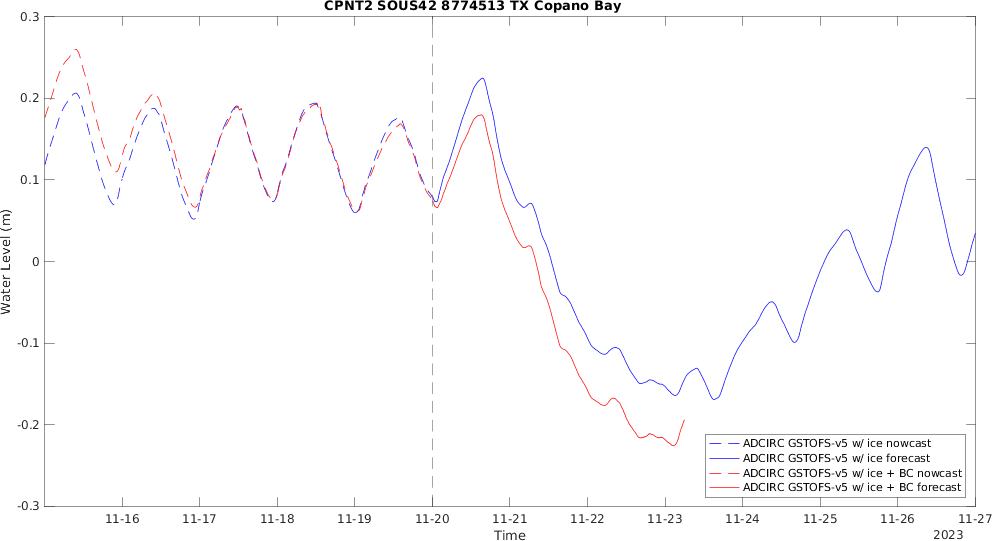 CPNT2 SOUS42 8774513 TX Copano Bay
0.3
0.2
0.1
0
-0.1
-0.2
-0.3
Water Level (m)
11-16
11-17
11-18
11-19
11-20
11-21
11-22
11-23
11-24
11-25
11-26
11-27
Time
2023
ADCIRC GSTOFS-v5 w/ ice nowcast
ADCIRC GSTOFS-v5 w/ ice forecast
ADCIRC GSTOFS-v5 w/ ice + BC nowcast
ADCIRC GSTOFS-v5 w/ ice + BC forecast